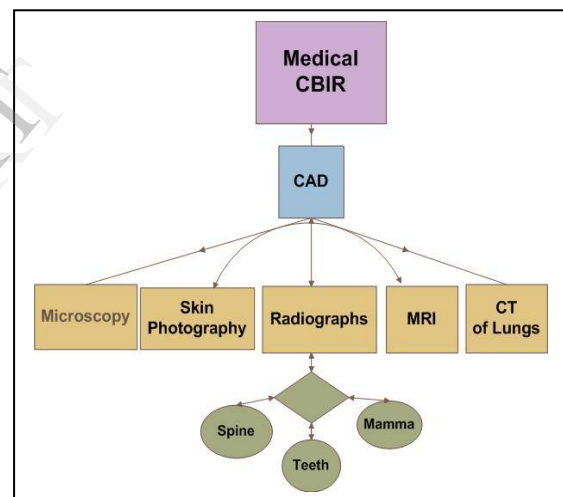 Medical
CBIR
CAD
Microscopy
Skin
Photography
Radiographs
MRI
CT
of Lungs
Spine
Teeth
Mamma